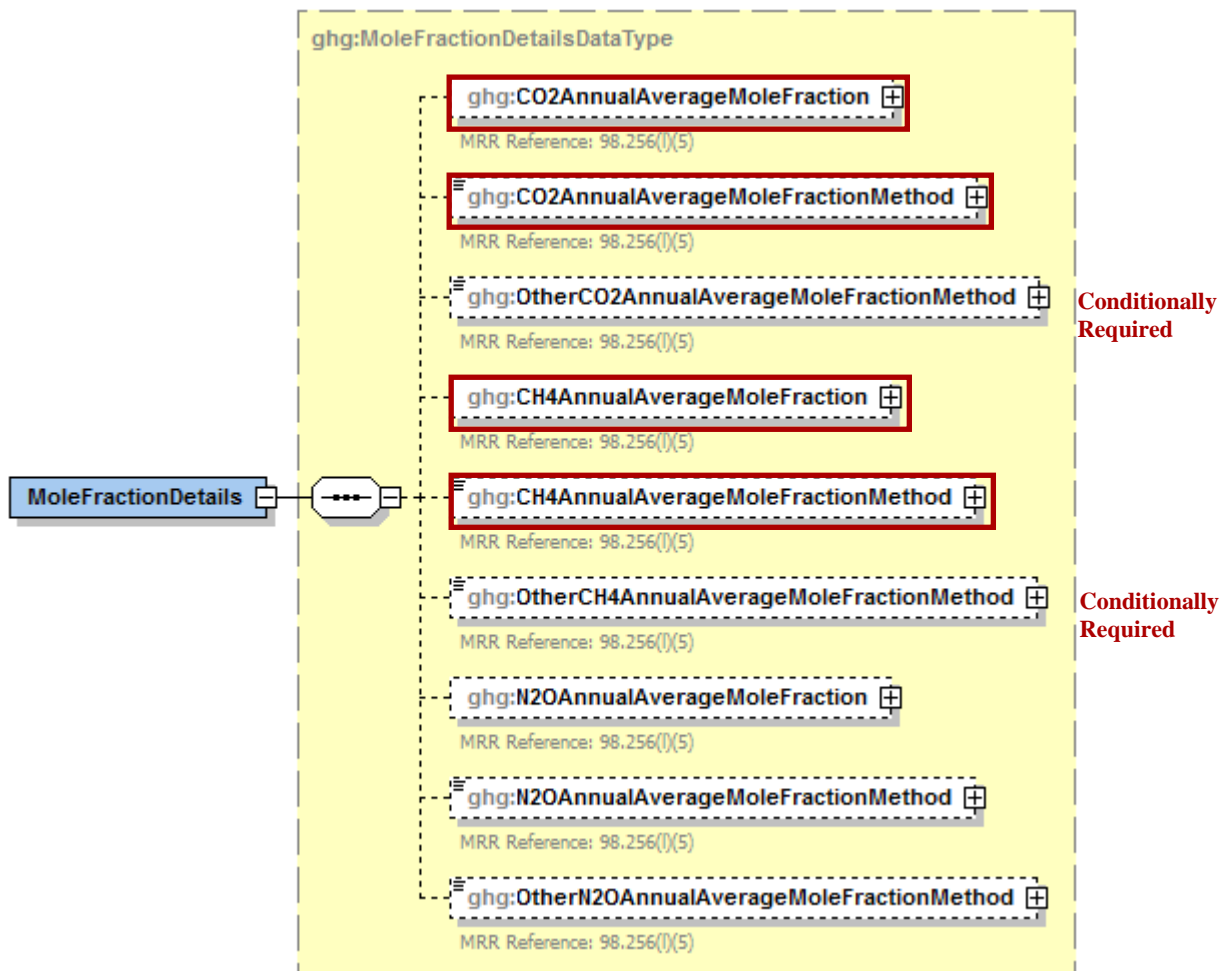 ghg:MoleFractionDetailsDataType
ghg:CO2AnnualAverageMoleFraction
MRR Reference: 98.256(l)(5)
ghg:CO2AnnualAverageMoleFractionMethod
MRR Reference: 98.256(l)(5)
ghg:OtherCO2AnnualAverageMoleFractionMethod
Conditionally
Required
MRR Reference: 98.256(l)(5)
ghg:CH4AnnualAverageMoleFraction
MRR Reference: 98.256(l)(5)
MoleFractionDetails
ghg:CH4AnnualAverageMoleFractionMethod
MRR Reference: 98.256(l)(5)
ghg:OtherCH4AnnualAverageMoleFractionMethod
Conditionally
Required
MRR Reference: 98.256(l)(5)
ghg:N2OAnnualAverageMoleFraction
MRR Reference: 98.256(l)(5)
ghg:N2OAnnualAverageMoleFractionMethod
MRR Reference: 98.256(l)(5)
ghg:OtherN2OAnnualAverageMoleFractionMethod
MRR Reference: 98.256(l)(5)